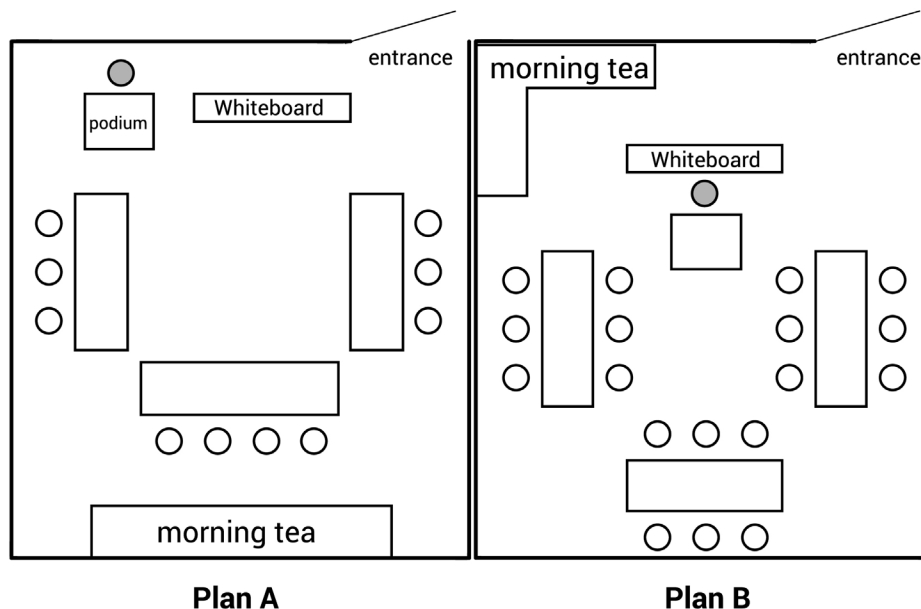 entrance
podium
Whiteboard
morning tea
Plan A
morning tea
entrance
Whiteboard
Plan B